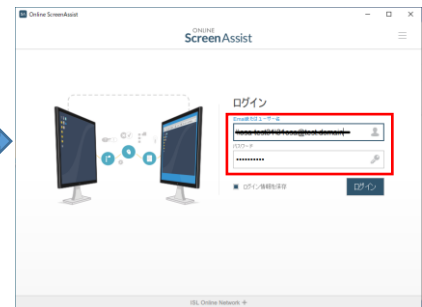 Online ScreenAssist
ONLINE
ScreenAssist
ログイン
Emailまたはユーザー名
パスワード
••••••••••
ログイン情報を保存
ログイン
ISL Online Network